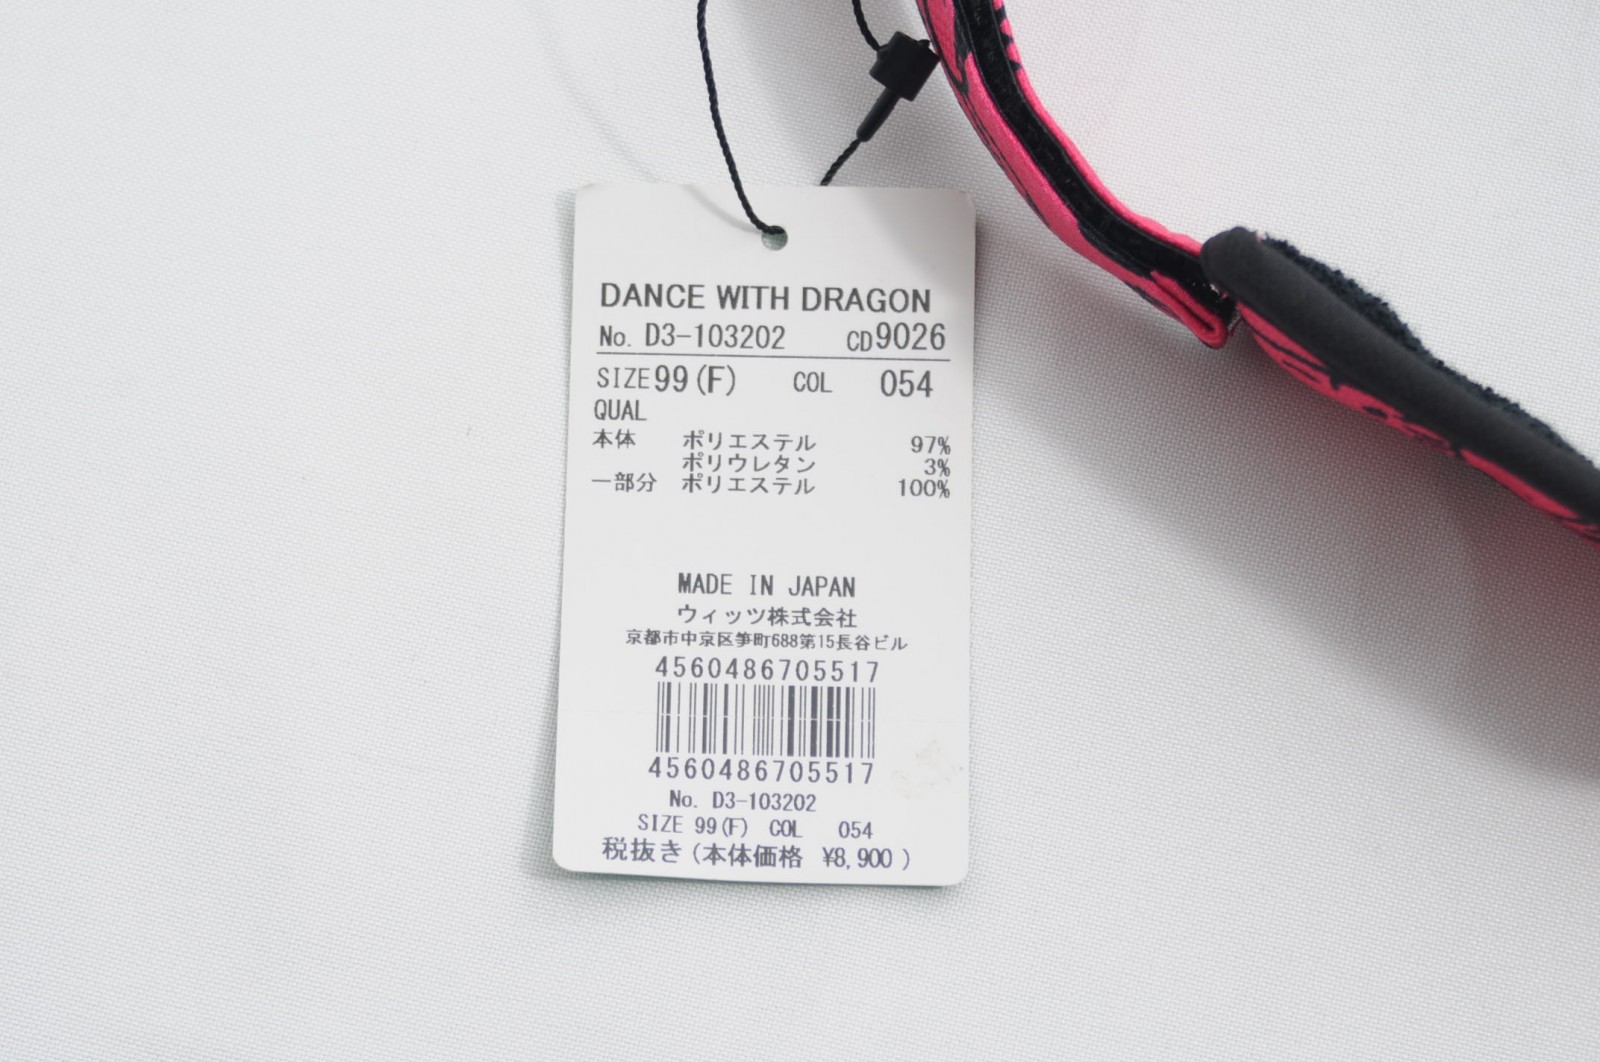 DANCE WITH DRAGON
No. D3-103202 CD9026
SIZE 99(F) COL 054
QUAL
本体 ポリエステル 97%
ポリウレタン 3%
一部分 ポリエステル 100%
MADE IN JAPAN
ウィッツ株式会社
京都市中京区笋町688第15長谷ビル
4560486705517
4560486705517
No. D3-103202
SIZE 99(F) COL 054
税抜き(本体価格 ¥8,900 )